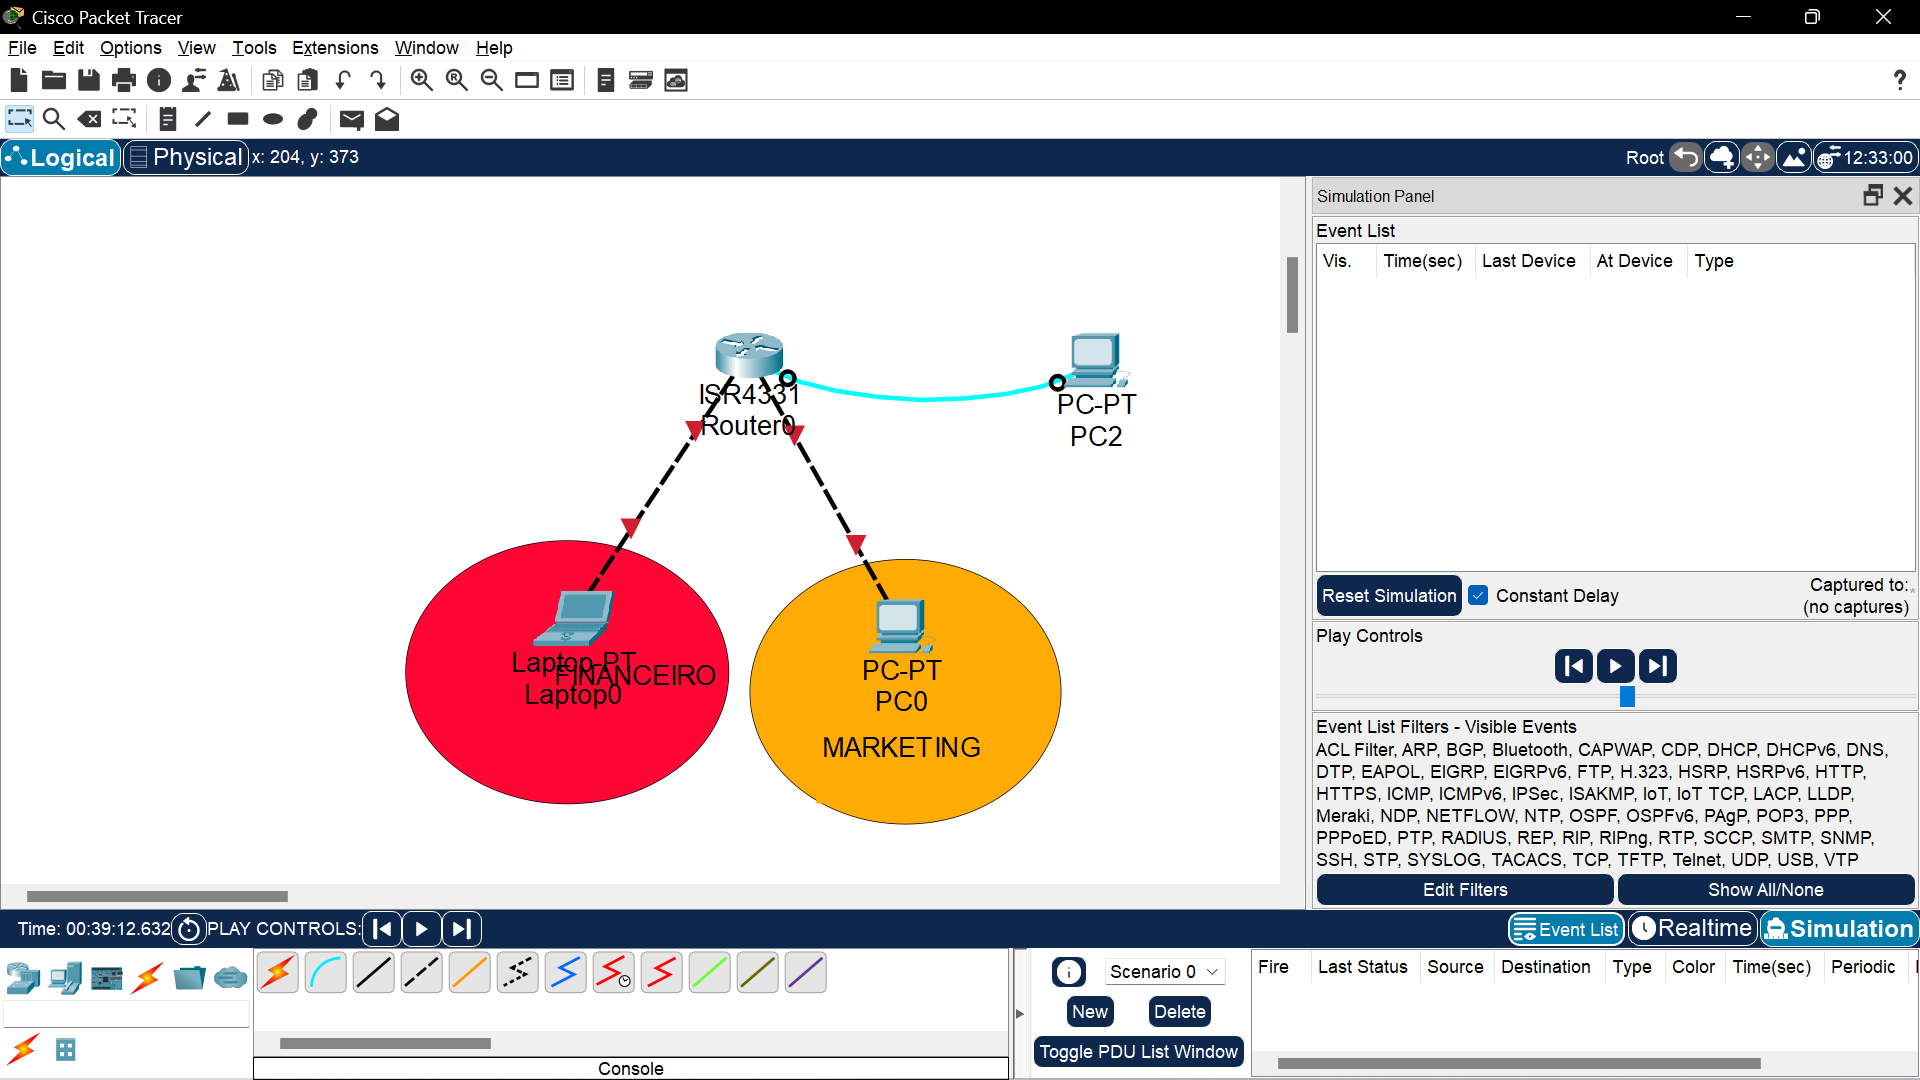 Cisco Packet Tracer
File Edit Options View Tools Extensions Window Help
Logical Physical x: 204, y: 373 Root 12:33:00
Simulation Panel
Event List
Vis. Time(sec) Last Device At Device Type
ISR4331
Router0
PC-PT
PC2
Laptop-PT
FINANCEIRO
Laptop0
PC-PT
PC0
MARKETING
Reset Simulation Constant Delay Captured to:
(no captures)
Play Controls
Event List Filters - Visible Events
ACL Filter, ARP, BGP, Bluetooth, CAPWAP, CDP, DHCP, DHCPv6, DNS,
DTP, EAPOL, EIGRP, EIGRPv6, FTP, H.323, HSRP, HSRPv6, HTTP,
HTTPS, ICMP, ICMPv6, IPSec, ISAKMP, IoT, IoT TCP, LACP, LLDP,
Meraki, NDP, NETFLOW, NTP, OSPF, OSPFv6, PAgP, POP3, PPP,
PPPoED, PTP, RADIUS, REP, RIP, RIPng, RTP, SCCP, SMTP, SNMP,
SSH, STP, SYSLOG, TACACS, TCP, TFTP, Telnet, UDP, USB, VTP
Edit Filters Show All/None
Time: 00:39:12.632 PLAY CONTROLS: Event List Realtime Simulation
Scenario 0
New Delete
Toggle PDU List Window
Fire Last Status Source Destination Type Color Time(sec) Periodic
Console